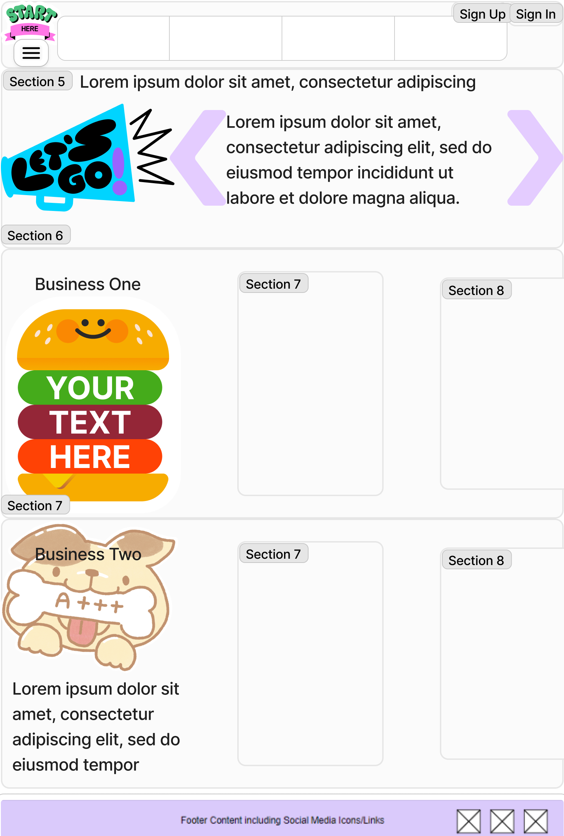 START
HERE
Sign Up
Sign In
Section 5
Lorem ipsum dolor sit amet, consectetur adipiscing
LET'S
GO!
Lorem ipsum dolor sit amet,
consectetur adipiscing elit, sed do
eiusmod tempor incididunt ut
labore et dolore magna aliqua.
Section 6
Business One
Section 7
Section 8
YOUR
TEXT
HERE
Section 7
Business Two
Section 7
Section 8
A+++
Lorem ipsum dolor sit
amet, consectetur
adipiscing elit, sed do
eiusmod tempor
Footer Content including Social Media Icons/Links